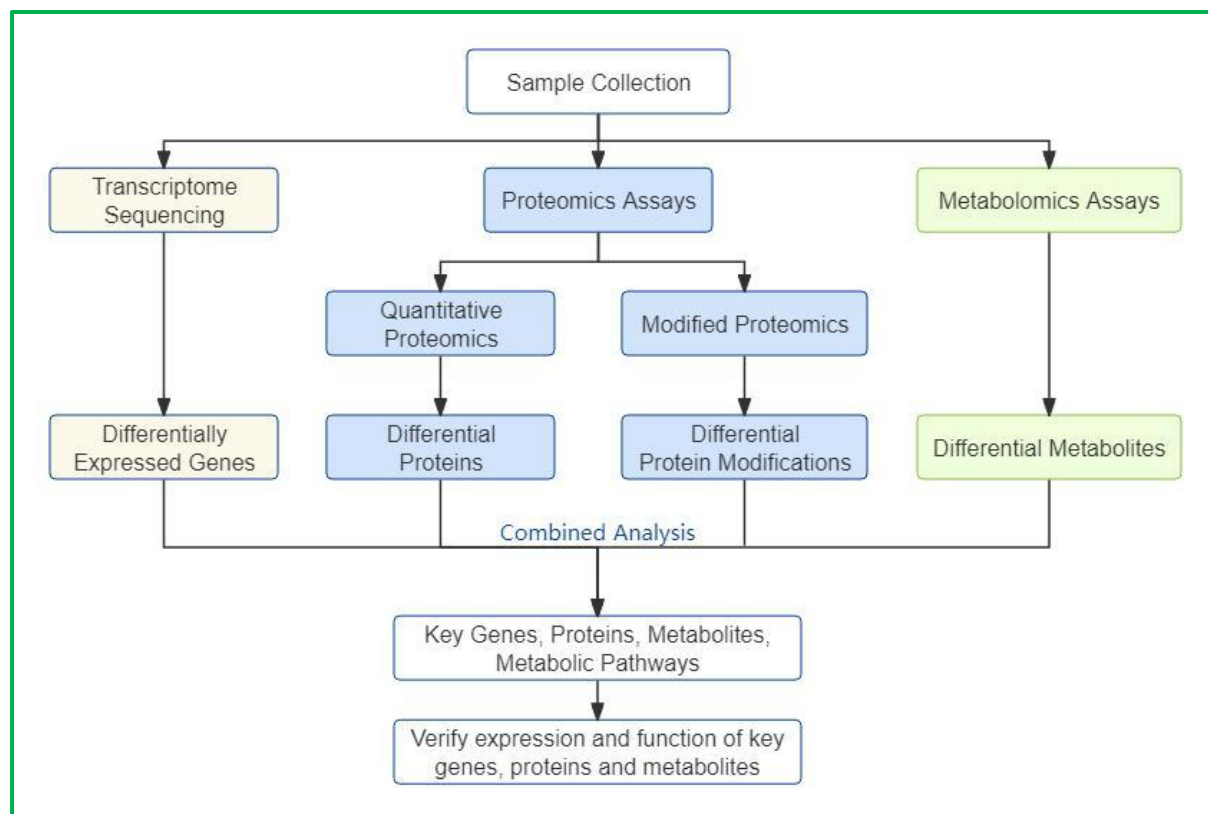 Sample Collection
Transcriptome
Sequencing
Proteomics Assays
Metabolomics Assays
Quantitative
Proteomics
Modified Proteomics
Differentially
Expressed Genes
Differential
Proteins
Differential
Protein Modifications
Differential Metabolites
Combined Analysis
Key Genes, Proteins, Metabolites,
Metabolic Pathways
Verify expression and function of key
genes, proteins and metabolites